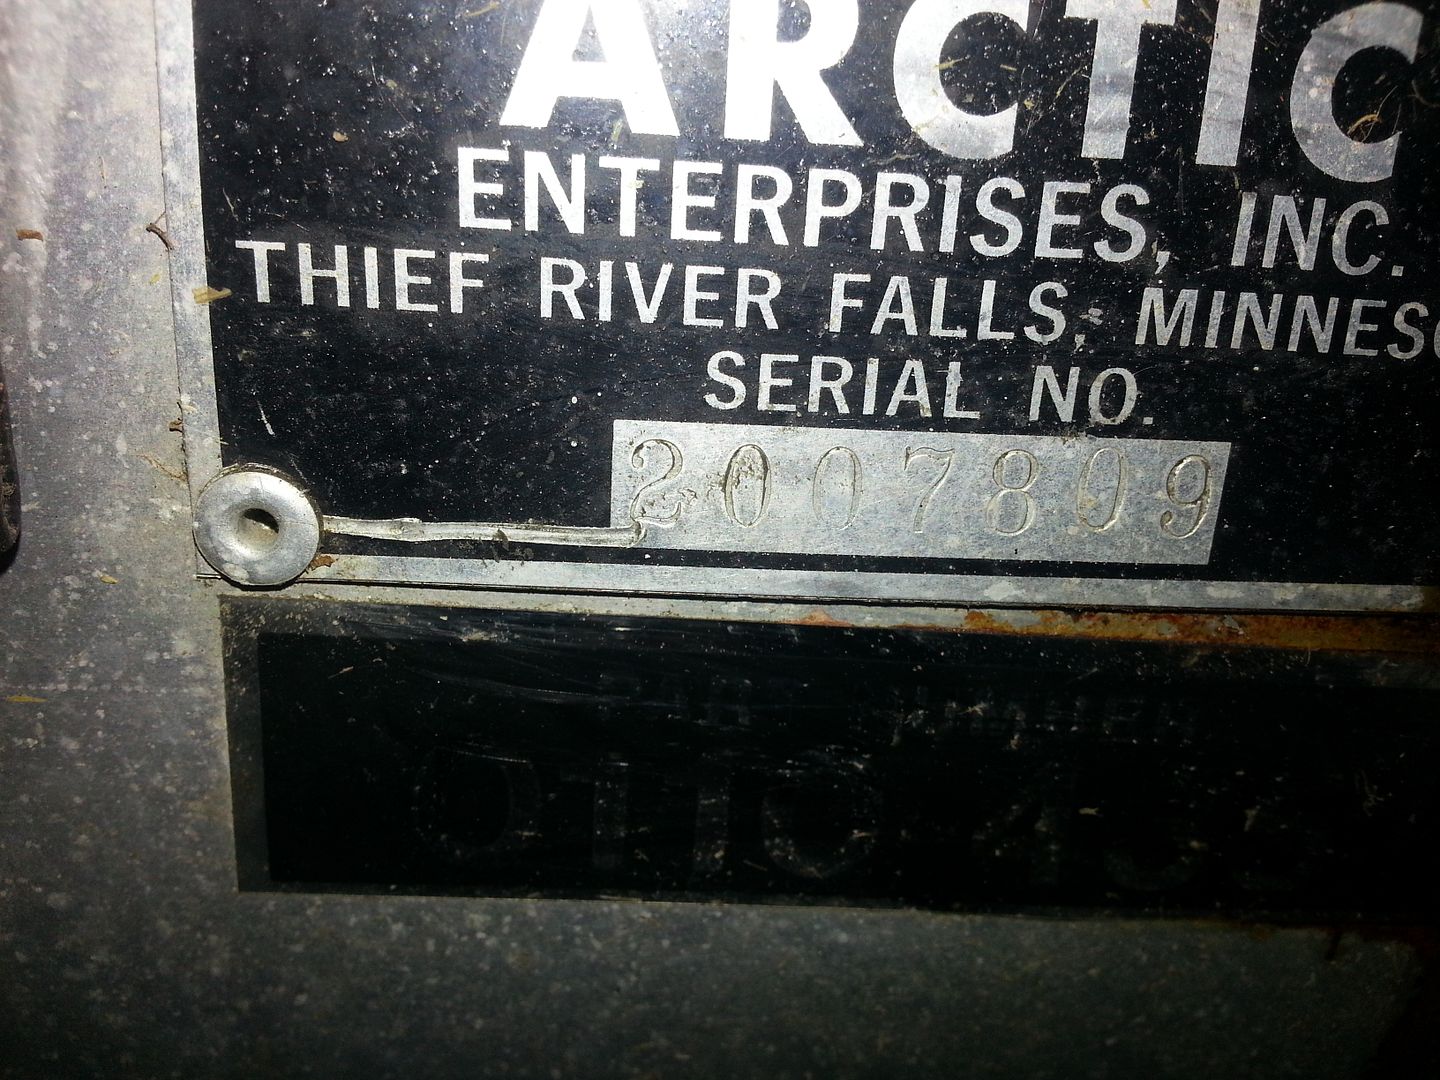 ARCTIC
ENTERPRISES, INC.
THIEF RIVER FALLS, MINNESO
SERIAL NO.
2007809